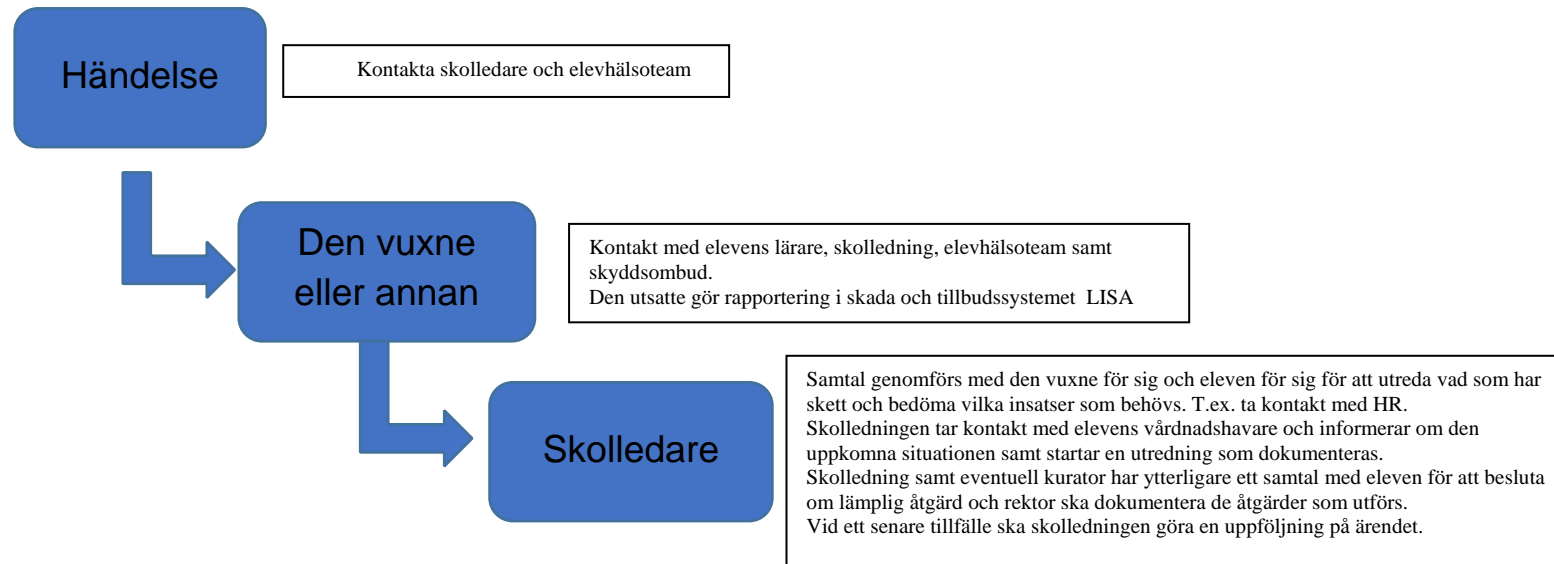 Händelse
Kontakta skolledare och elevhälsoteam
Den vuxne
eller annan
Kontakt med elevens lärare, skolledning, elevhälsoteam samt
skyddsombud.
Den utsatte gör rapportering i skada och tillbudssystemet LISA
Skolledare
Samtal genomförs med den vuxne för sig och eleven för sig för att utreda vad som har
skett och bedöma vilka insatser som behövs. T.ex. ta kontakt med HR.
Skolledningen tar kontakt med elevens vårdnadshavare och informerar om den
uppkomna situationen samt startar en utredning som dokumenteras.
Skolledning samt eventuell kurator har ytterligare ett samtal med eleven för att besluta
om lämplig åtgärd och rektor ska dokumentera de åtgärder som utförs.
Vid ett senare tillfälle ska skolledningen göra en uppföljning på ärendet.